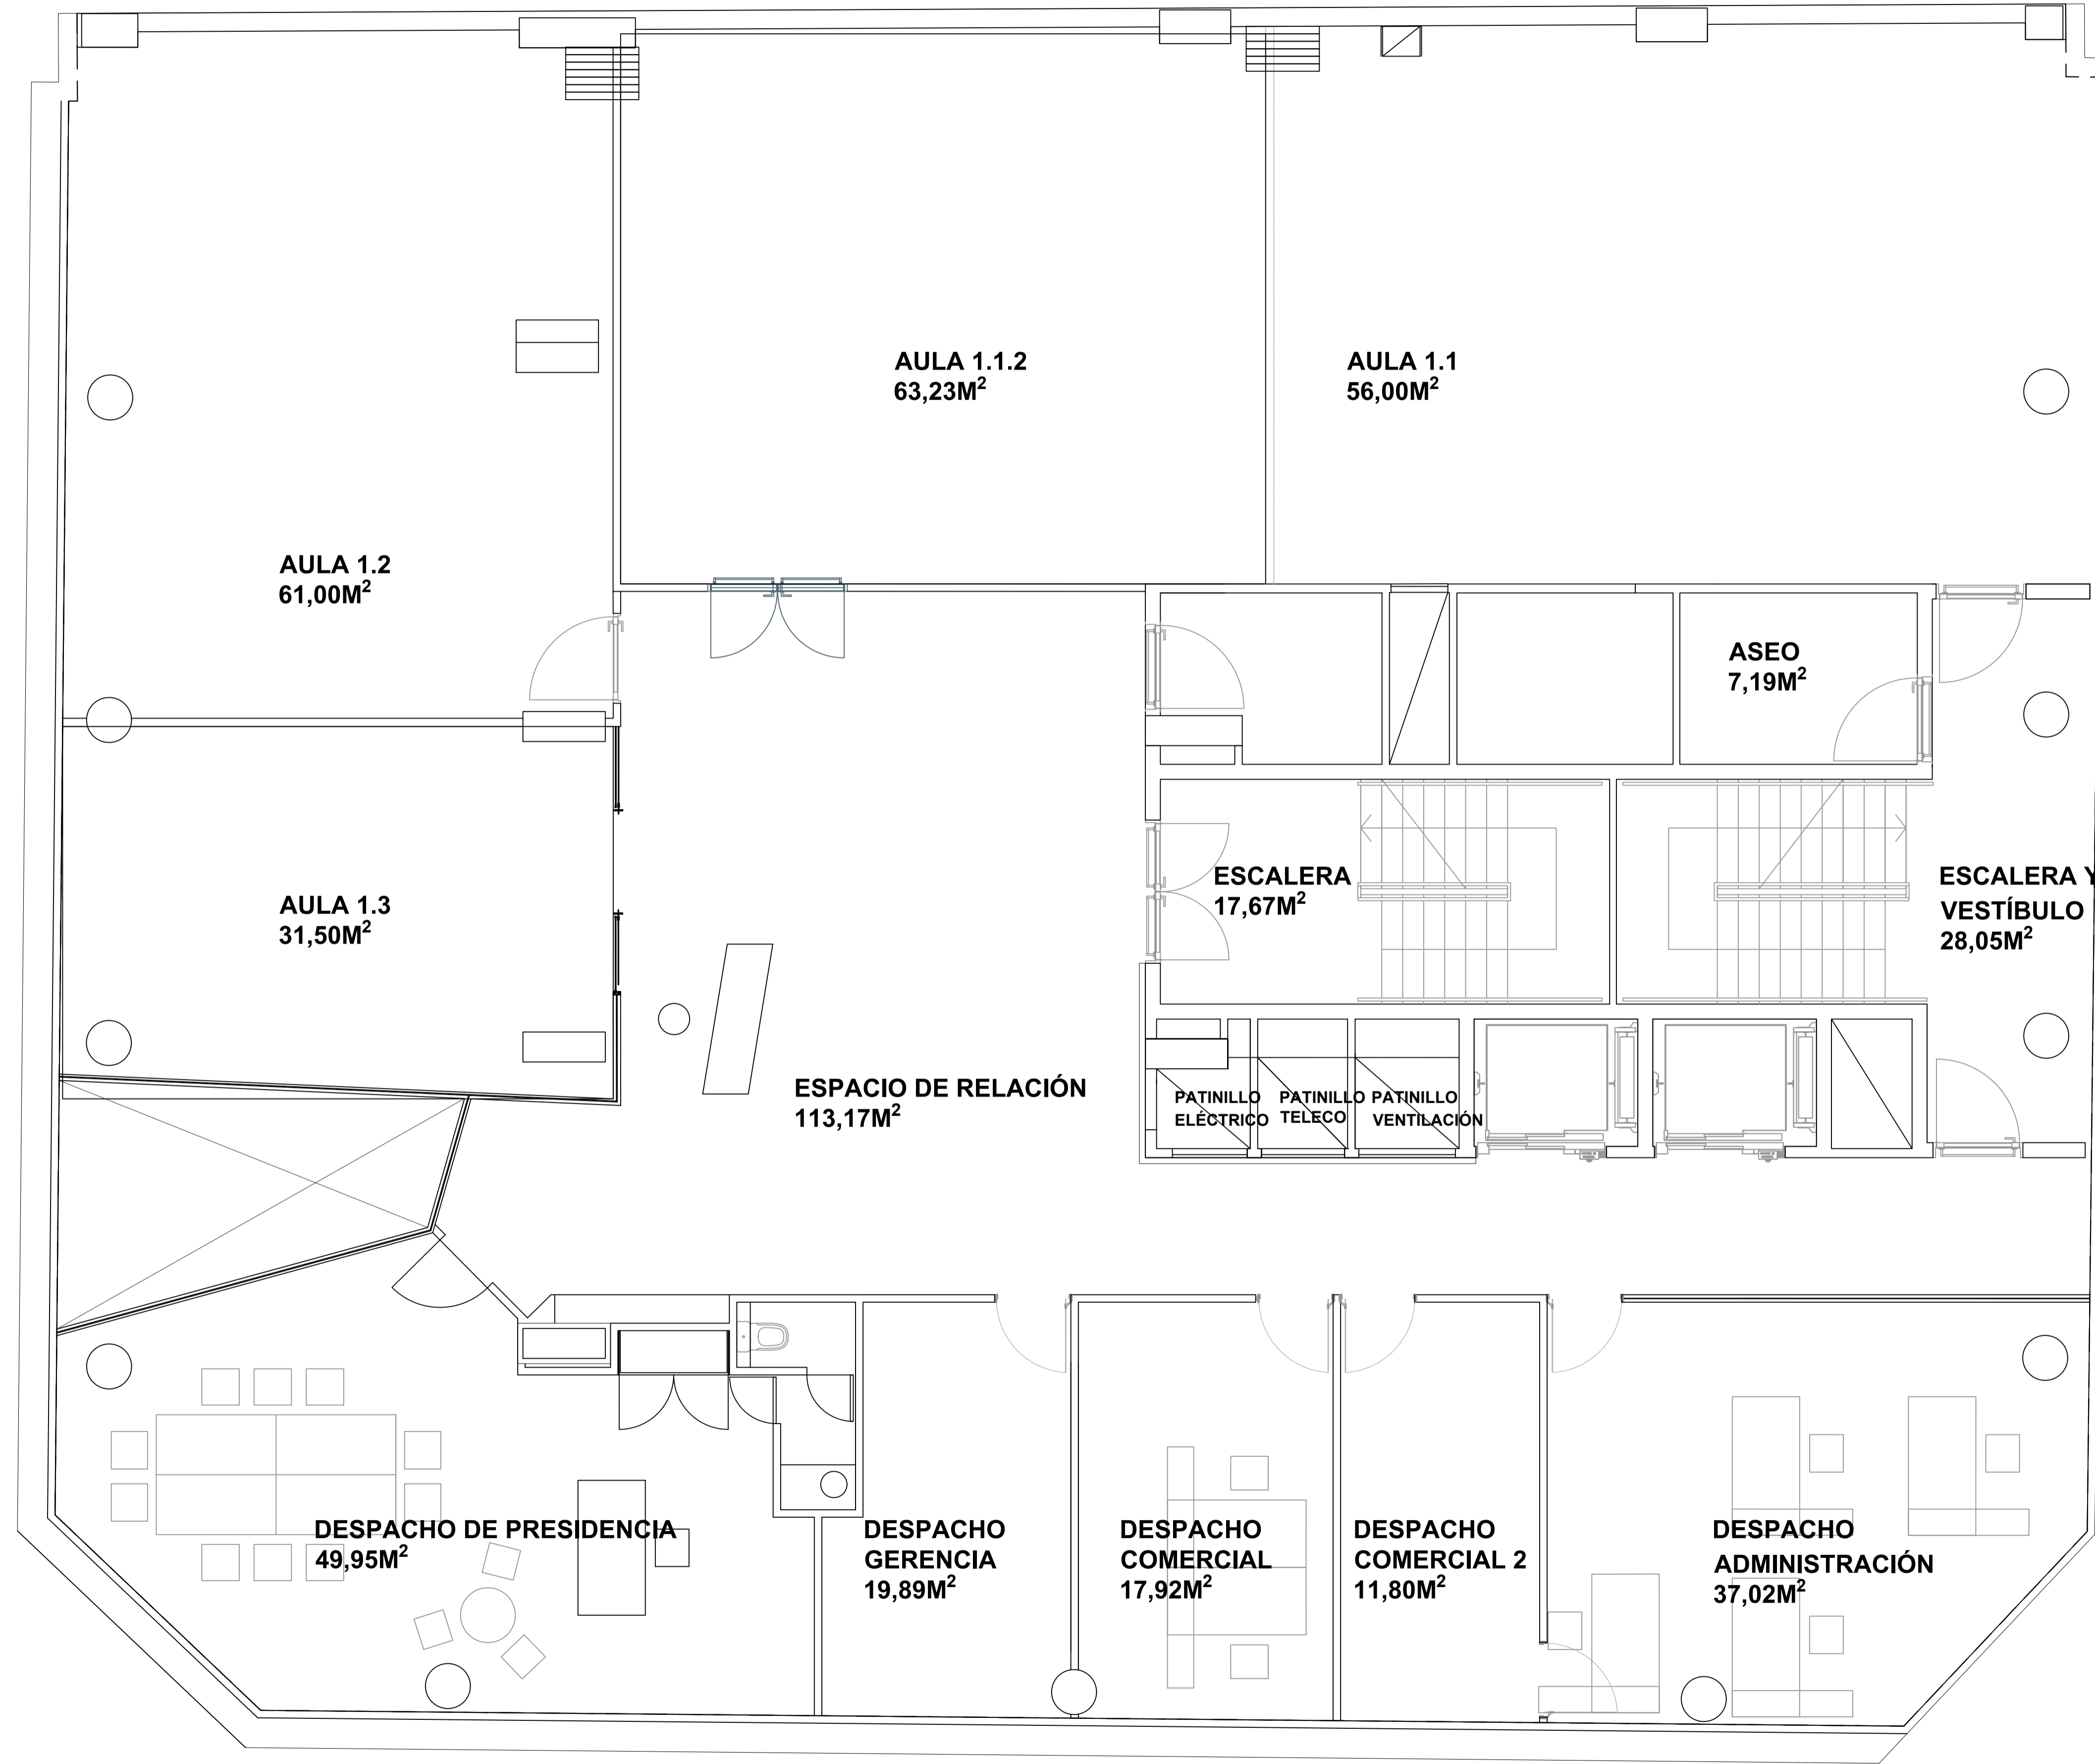 AULA 1.1.2
63,23M²
AULA 1.1
56,00M²
AULA 1.2
61,00M²
ASEO
7,19M²
AULA 1.3
31,50M²
ESCALERA
17,67M²
ESCALERA Y
VESTÍBULO
28,05M²
ESPACIO DE RELACIÓN
113,17M²
PATINILLO
ELÉCTRICO
PATINILLO
TELECO
PATINILLO
VENTILACIÓN
DESPACHO DE PRESIDENCIA
49,95M²
DESPACHO
GERENCIA
19,89M²
DESPACHO
COMERCIAL
17,92M²
DESPACHO
COMERCIAL 2
11,80M²
DESPACHO
ADMINISTRACIÓN
37,02M²